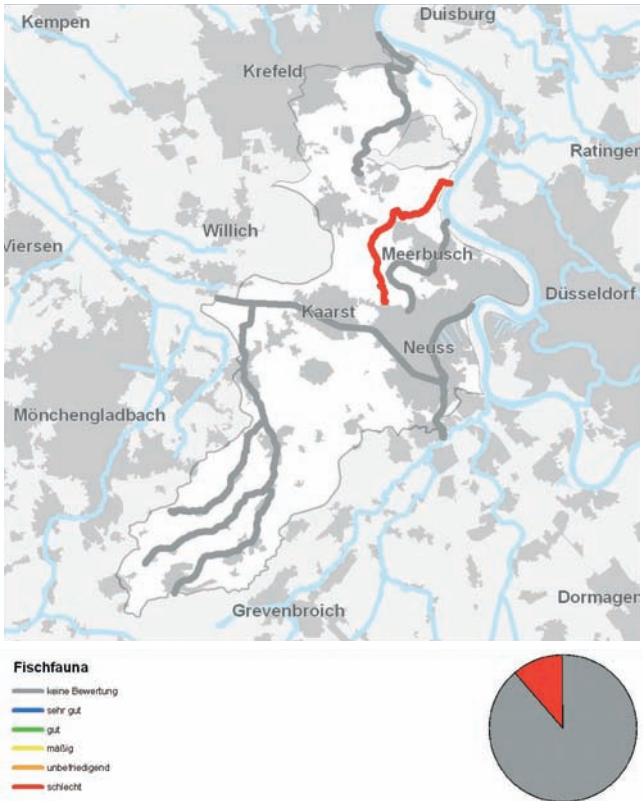 Kempen
Duisburg
Krefeld
Ratingen
Willich
Viersen
Meerbusch
Düsseldorf
Kaarst
Neuss
Mönchengladbach
Dormagen
Grevenbroich
Fischfauna
keine Bewertung
sehr gut
gut
mäßig
unbefriedigend
schlecht